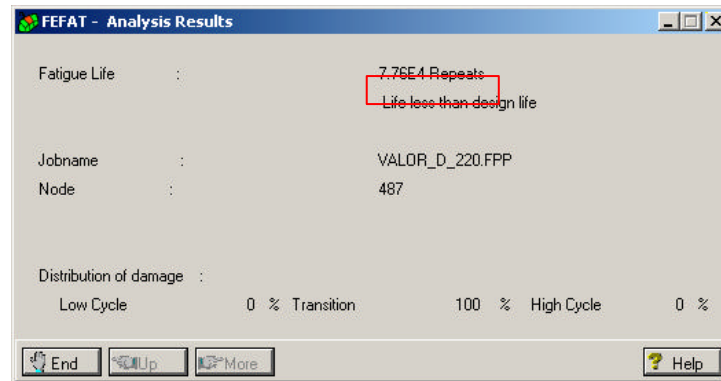 FEFAT - Analysis Results
Fatigue Life : 7.76E4 Repeats
Life less than design life
Jobname : VALOR_D_220.FPP
Node : 487
Distribution of damage :
Low Cycle 0 % Transition 100 % High Cycle 0 %
End Up More Help